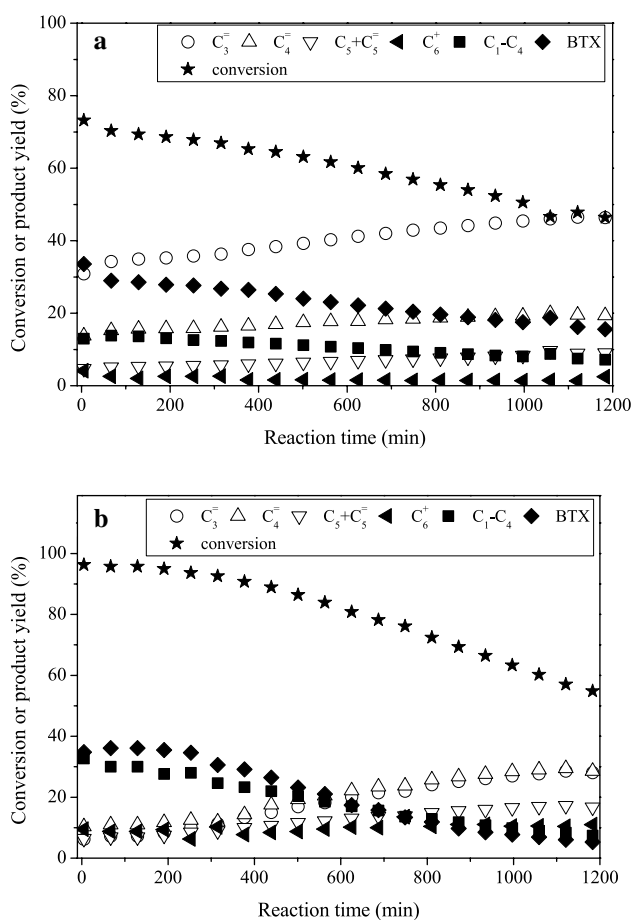 a
C₃⁼ C₄⁼ C₅+C₅⁼ C₆⁺ C₁-C₄ BTX
conversion
Conversion or product yield (%)
100
80
60
40
20
0
0 200 400 600 800 1000 1200
Reaction time (min)
b
C₃⁼ C₄⁼ C₅+C₅⁼ C₆⁺ C₁-C₄ BTX
conversion
Conversion or product yield (%)
100
80
60
40
20
0
0 200 400 600 800 1000 1200
Reaction time (min)